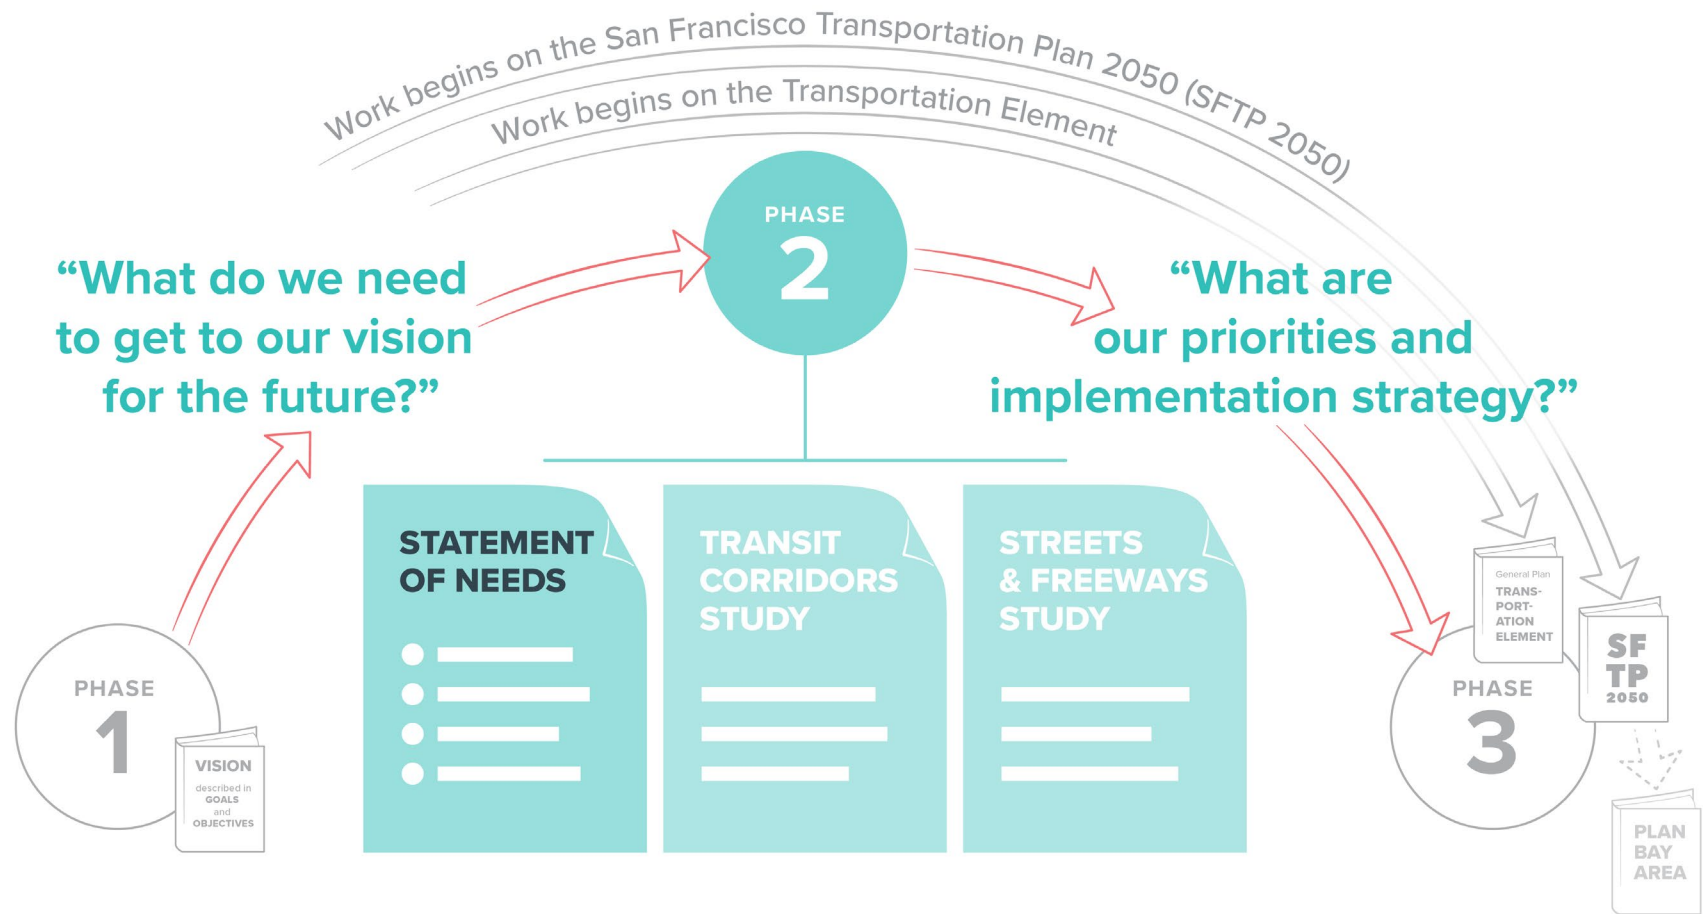 Work begins on the San Francisco Transportation Plan 2050 (SFTP 2050)
Work begins on the Transportation Element
“What do we need
to get to our vision
for the future?”
PHASE
2
“What are
our priorities and
implementation strategy?”
STATEMENT
OF NEEDS
TRANSIT
CORRIDORS
STUDY
STREETS
& FREEWAYS
STUDY
PHASE
1
VISION
described in
GOALS
and
OBJECTIVES
General Plan
TRANS-
PORT-
ATION
ELEMENT
SF
TP
2050
PHASE
3
PLAN
BAY
AREA